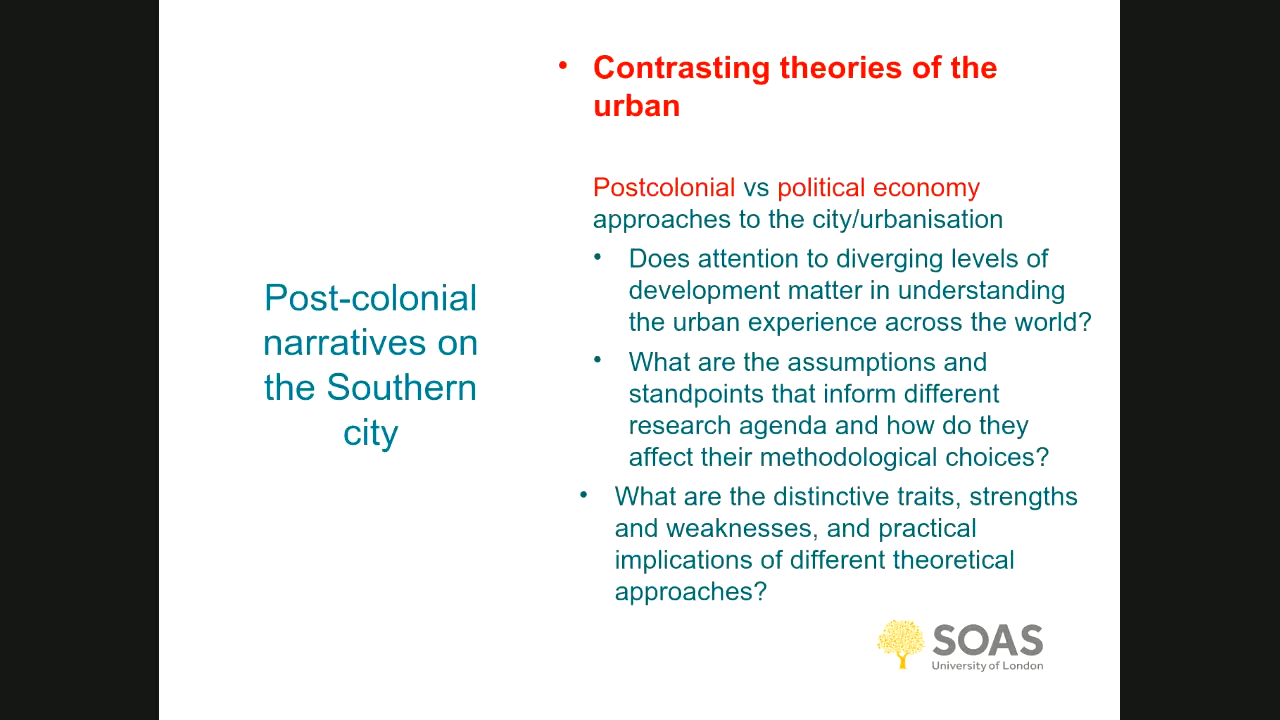 Post-colonial
narratives on
the Southern
city
• Contrasting theories of the
urban
Postcolonial vs political economy
approaches to the city/urbanisation
• Does attention to diverging levels of
development matter in understanding
the urban experience across the world?
• What are the assumptions and
standpoints that inform different
research agenda and how do they
affect their methodological choices?
• What are the distinctive traits, strengths
and weaknesses, and practical
implications of different theoretical
approaches?
SOAS
University of London